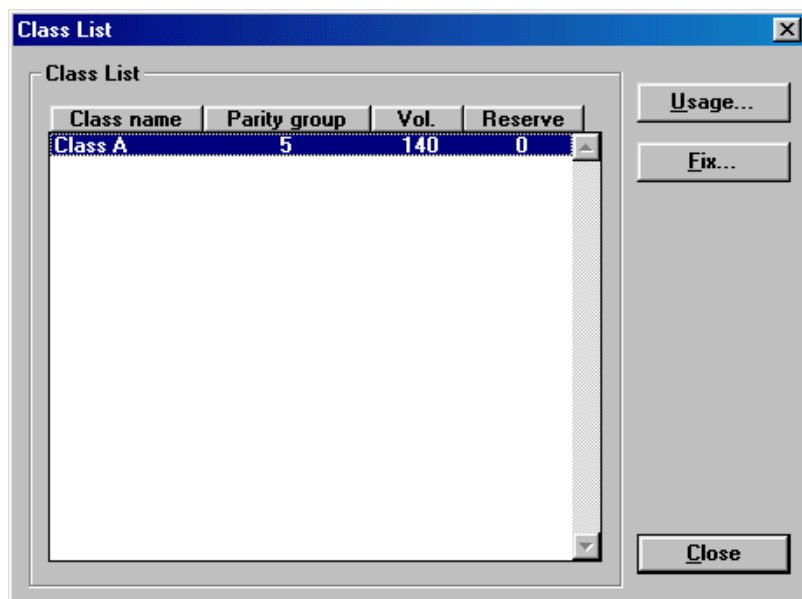 Class List
Class List
Class name Parity group Vol. Reserve
Class A 5 140 0
Usage...
Fix...
Close